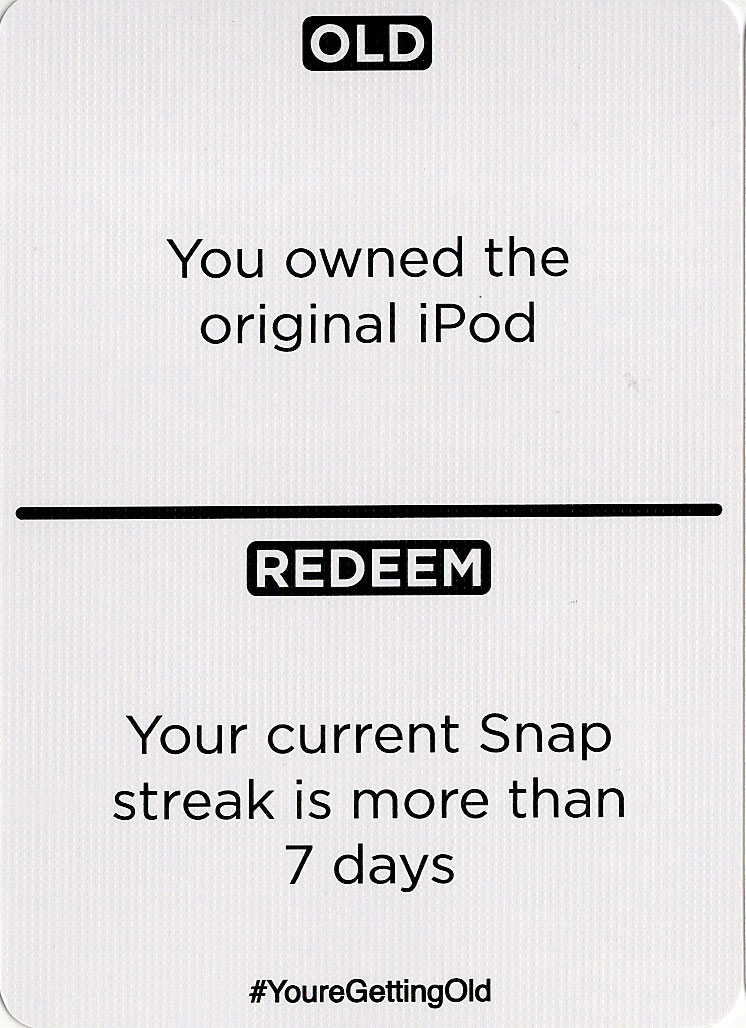 OLD
You owned the
original iPod
REDEEM
Your current Snap
streak is more than
7 days
#YoureGettingOld